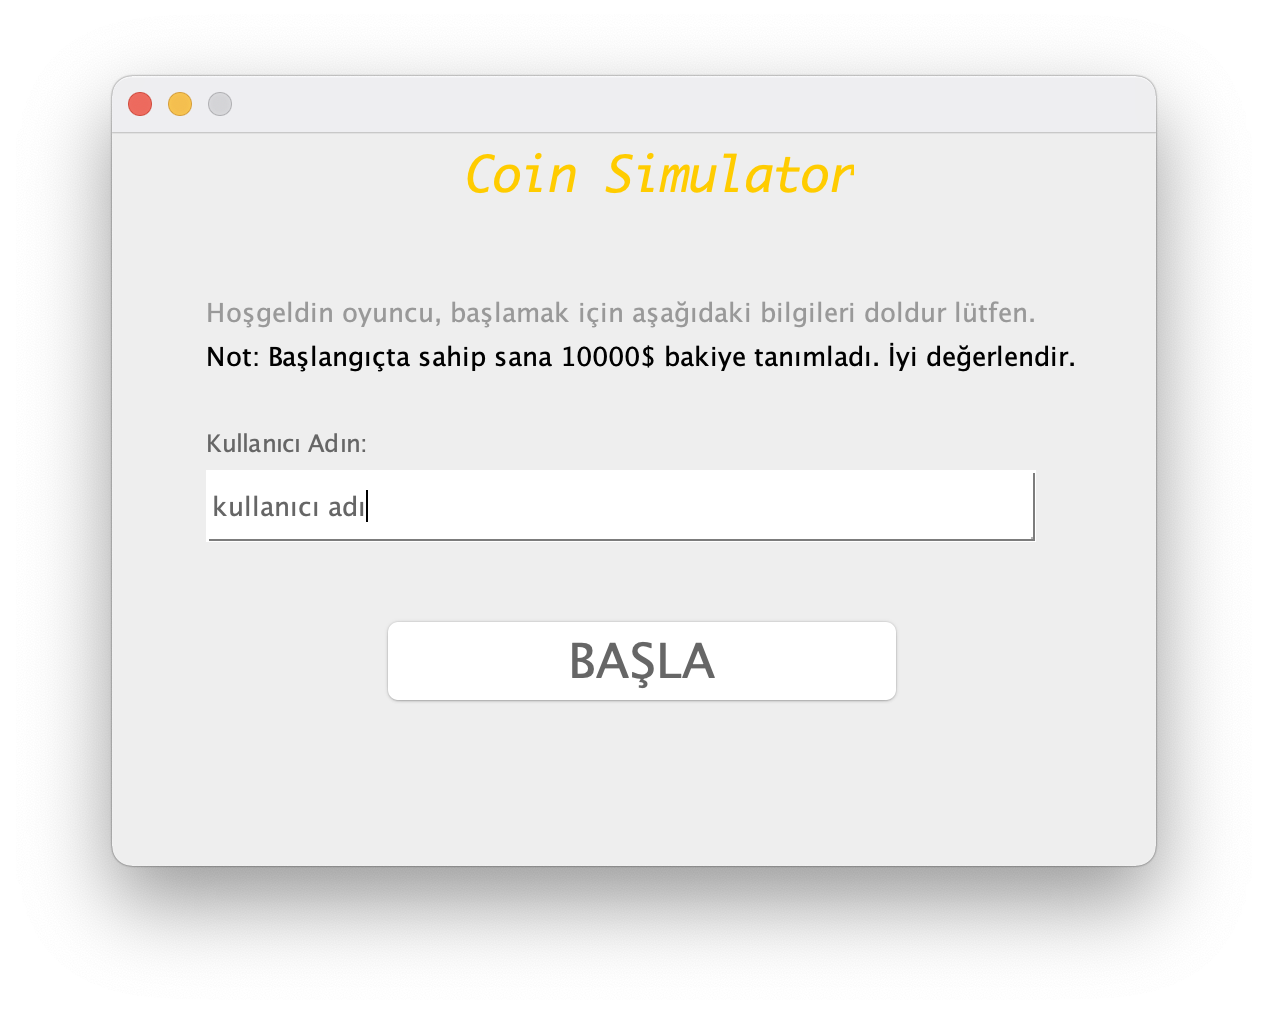 Coin Simulator
Hoşgeldin oyuncu, başlamak için aşağıdaki bilgileri doldur lütfen.
Not: Başlangıçta sahip sana 10000$ bakiye tanımladı. İyi değerlendir.
Kullanıcı Adın:
kullanıcı adı
BAŞLA